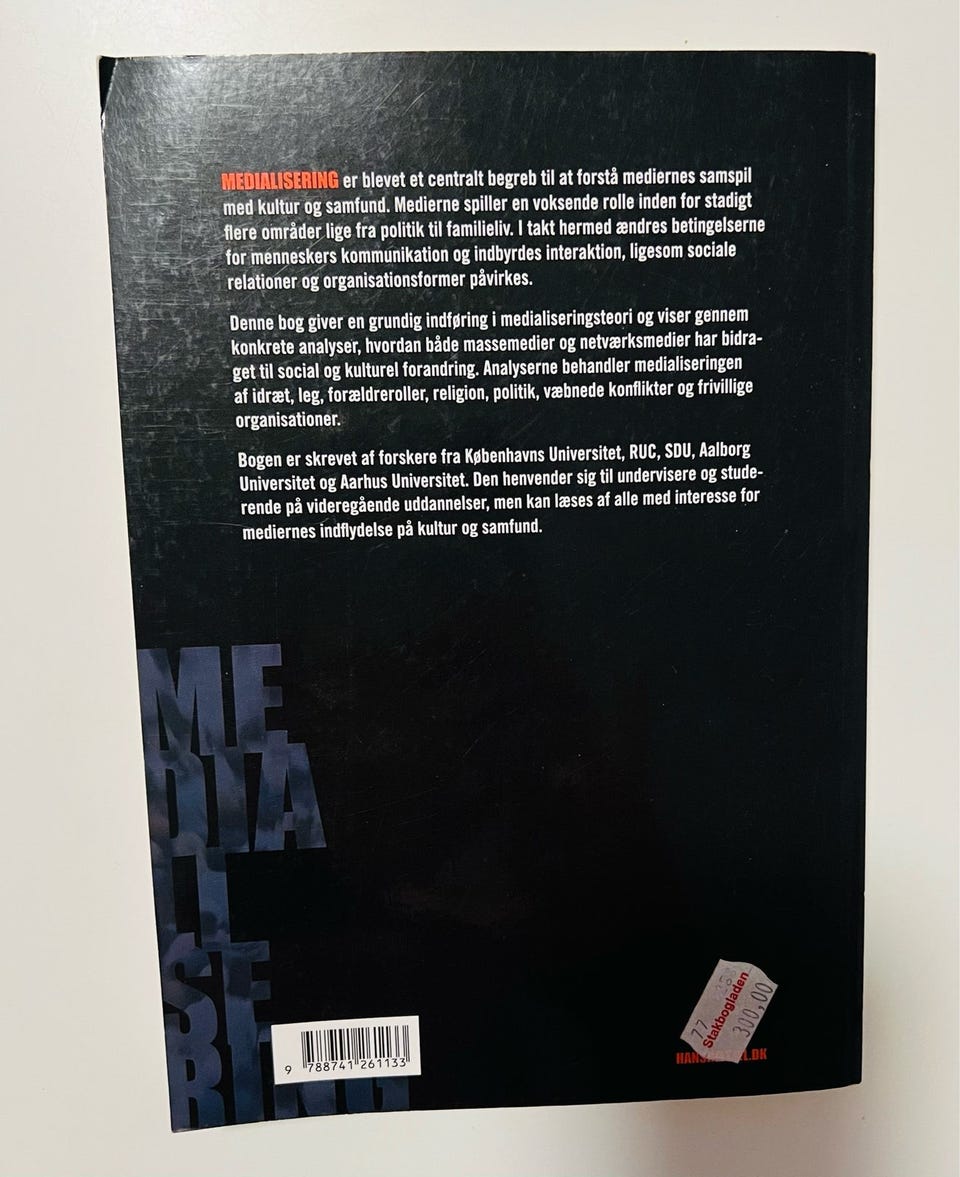 MEDIALISERING er blevet et centralt begreb til at forstå mediernes samspil
med kultur og samfund. Medierne spiller en voksende rolle inden for stadigt
flere områder lige fra politik til familieliv. I takt hermed ændres betingelserne
for menneskers kommunikation og indbyrdes interaktion, ligesom sociale
relationer og organisationsformer påvirkes.
Denne bog giver en grundig indføring i medialiseringsteori og viser gennem
konkrete analyser, hvordan både massemedier og netværksmedier har bidra-
get til social og kulturel forandring. Analyserne behandler medialiseringen
af idræt, leg, forældreroller, religion, politik, væbnede konflikter og frivillige
organisationer.
Bogen er skrevet af forskere fra Københavns Universitet, RUC, SDU, Aalborg
Universitet og Aarhus Universitet. Den henvender sig til undervisere og stude-
rende på videregående uddannelser, men kan læses af alle med interesse for
mediernes indflydelse på kultur og samfund.
ME
DIA
LI
SE
RING
9 788741 261133
77
Stakbogladen
300,00